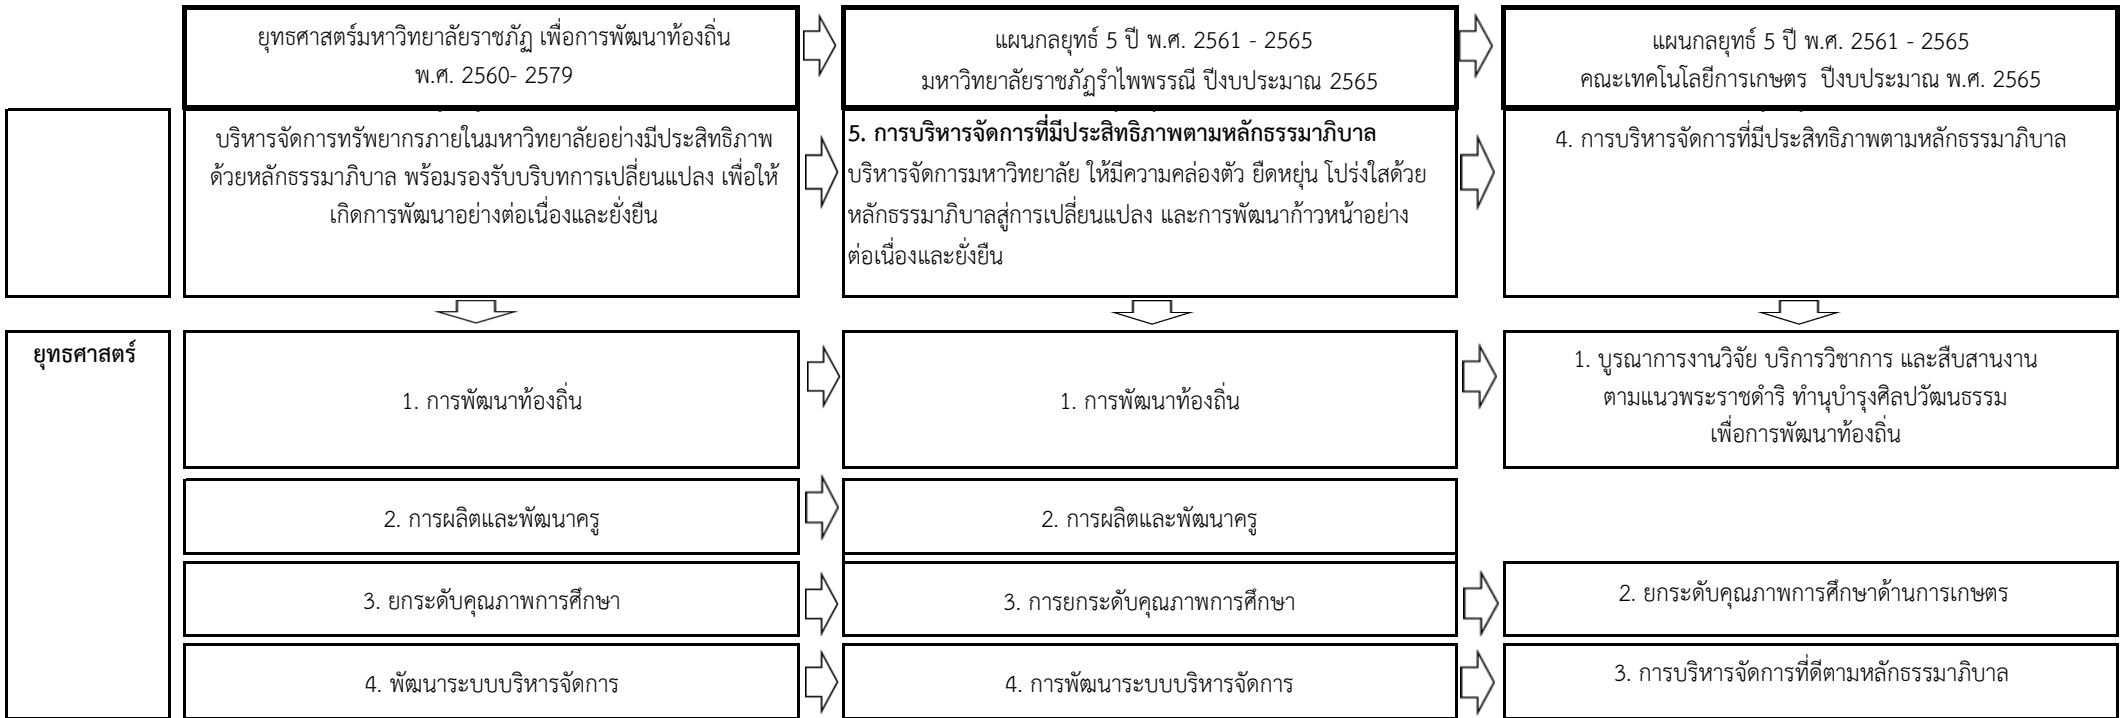 ยุทธศาสตร์มหาวิทยาลัยราชภัฏ เพื่อการพัฒนาท้องถิ่น
พ.ศ. 2560- 2579
แผนกลยุทธ์ 5 ปี พ.ศ. 2561 - 2565
มหาวิทยาลัยราชภัฏรำไพพรรณี ปีงบประมาณ 2565
แผนกลยุทธ์ 5 ปี พ.ศ. 2561 - 2565
คณะเทคโนโลยีการเกษตร ปีงบประมาณ พ.ศ. 2565
บริหารจัดการทรัพยากรภายในมหาวิทยาลัยอย่างมีประสิทธิภาพ
ด้วยหลักธรรมาภิบาล พร้อมรองรับบริบทการเปลี่ยนแปลง เพื่อให้
เกิดการพัฒนาอย่างต่อเนื่องและยั่งยืน
5. การบริหารจัดการที่มีประสิทธิภาพตามหลักธรรมาภิบาล
บริหารจัดการมหาวิทยาลัย ให้มีความคล่องตัว ยืดหยุ่น โปร่งใสด้วย
หลักธรรมาภิบาลสู่การเปลี่ยนแปลง และการพัฒนาก้าวหน้าอย่าง
ต่อเนื่องและยั่งยืน
4. การบริหารจัดการที่มีประสิทธิภาพตามหลักธรรมาภิบาล
ยุทธศาสตร์
1. การพัฒนาท้องถิ่น
1. การพัฒนาท้องถิ่น
1. บูรณาการงานวิจัย บริการวิชาการ และสืบสานงาน
ตามแนวพระราชดำริ ทำนุบำรุงศิลปวัฒนธรรม
เพื่อการพัฒนาท้องถิ่น
2. การผลิตและพัฒนาครู
2. การผลิตและพัฒนาครู
3. ยกระดับคุณภาพการศึกษา
3. การยกระดับคุณภาพการศึกษา
2. ยกระดับคุณภาพการศึกษาด้านการเกษตร
4. พัฒนาระบบบริหารจัดการ
4. การพัฒนาระบบบริหารจัดการ
3. การบริหารจัดการที่ดีตามหลักธรรมาภิบาล